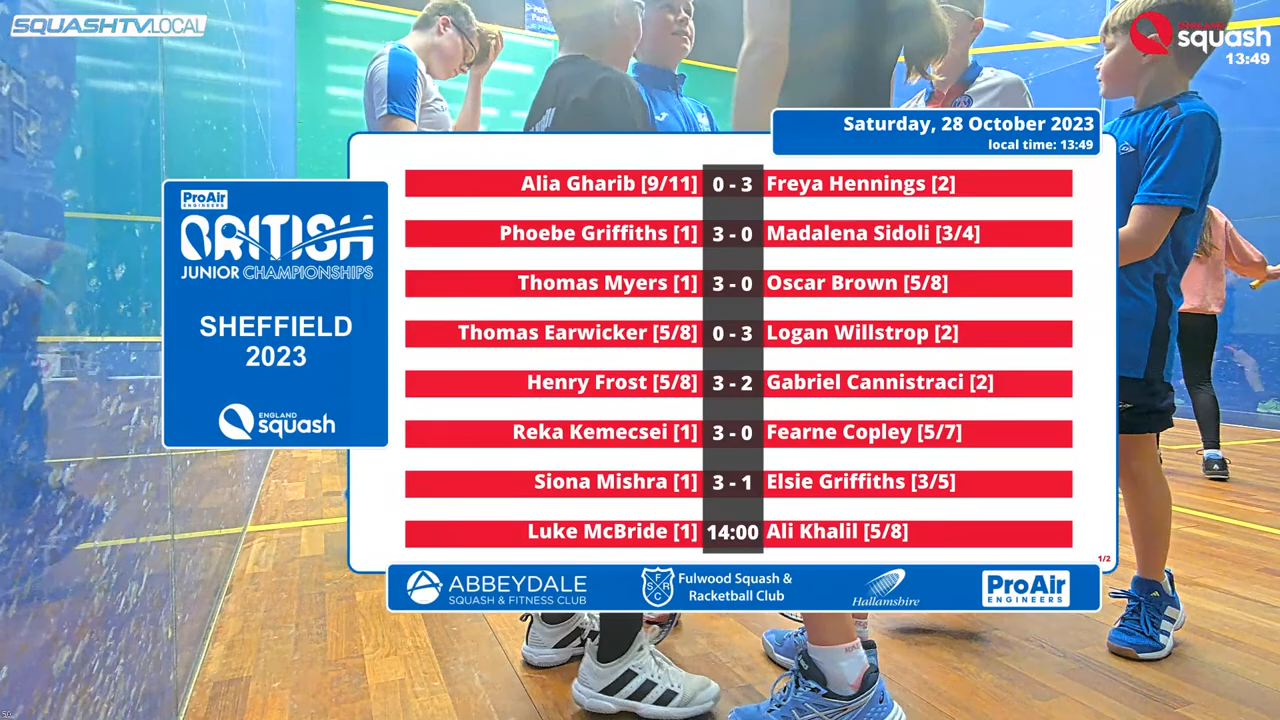 SQUASHTV.LOCAL
ENGLAND
squash
13:49
Saturday, 28 October 2023
local time: 13:49
ProAir
ENGINEERS
BRITISH
JUNIOR CHAMPIONSHIPS
SHEFFIELD
2023
ENGLAND
squash
Alia Gharib [9/11] 0 - 3 Freya Hennings [2]
Phoebe Griffiths [1] 3 - 0 Madalena Sidoli [3/4]
Thomas Myers [1] 3 - 0 Oscar Brown [5/8]
Thomas Earwicker [5/8] 0 - 3 Logan Willstrop [2]
Henry Frost [5/8] 3 - 2 Gabriel Cannistraci [2]
Reka Kemecsei [1] 3 - 0 Fearne Copley [5/7]
Siona Mishra [1] 3 - 1 Elsie Griffiths [3/5]
Luke McBride [1] 14:00 Ali Khalil [5/8]
1/2
ABBEYDALE
SQUASH & FITNESS CLUB
Fulwood Squash &
Racketball Club
Hallamshire
ProAir
ENGINEERS